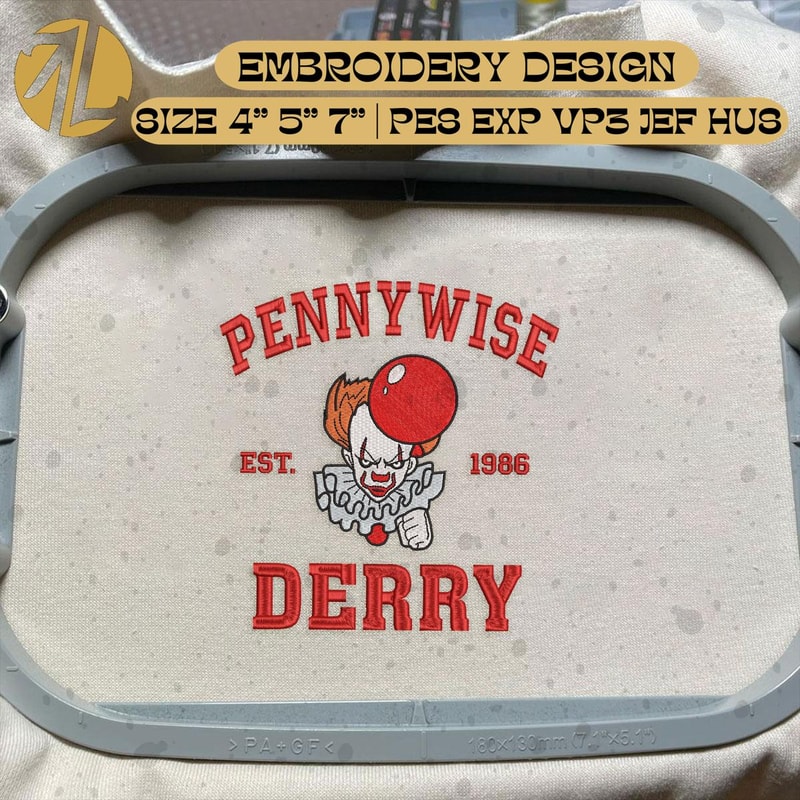 EMBROIDERY DESIGN
SIZE 4" 5" 7" | PES EXP VP3 JEF HUS
PENNYWISE
EST. 1986
DERRY
>PA+GF<
180×130mm (7.1"×5.1")